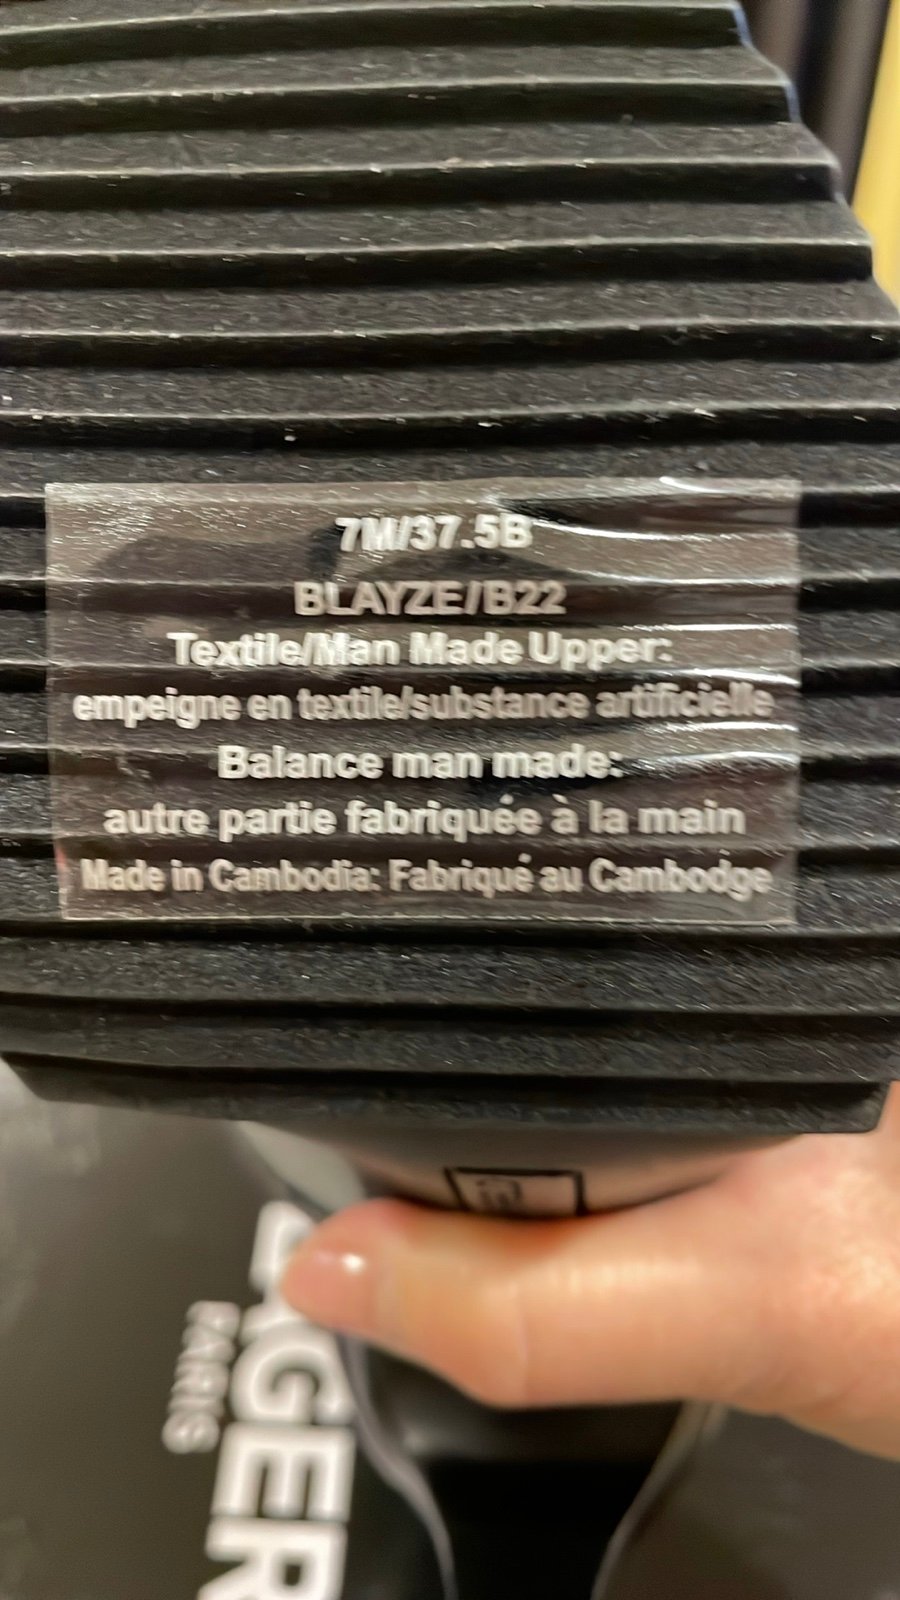 7M/37.5B
BLAYZE/B22
Textile/Man Made Upper:
empeigne en textile/substance artificielle
Balance man made:
autre partie fabriquée à la main
Made in Cambodia: Fabriqué au Cambodge
PARIS